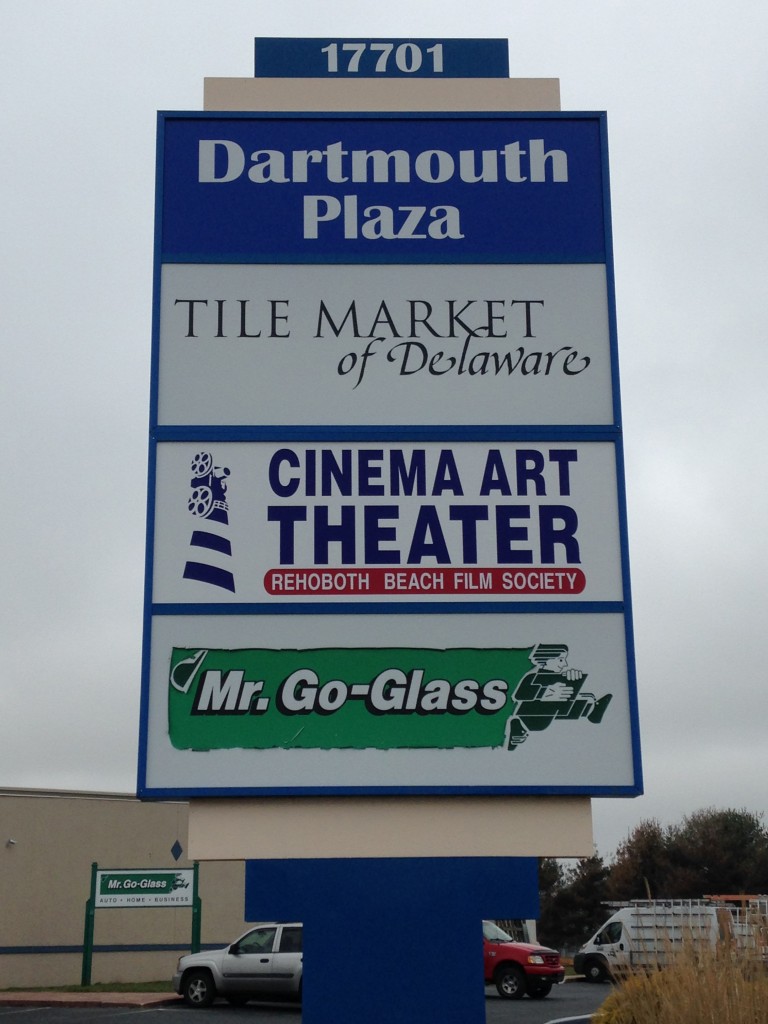 17701
Dartmouth
Plaza
TILE MARKET
of Delaware
CINEMA ART
THEATER
REHOBOTH BEACH FILM SOCIETY
Mr. Go-Glass
Mr. Go-Glass
AUTO • HOME • BUSINESS